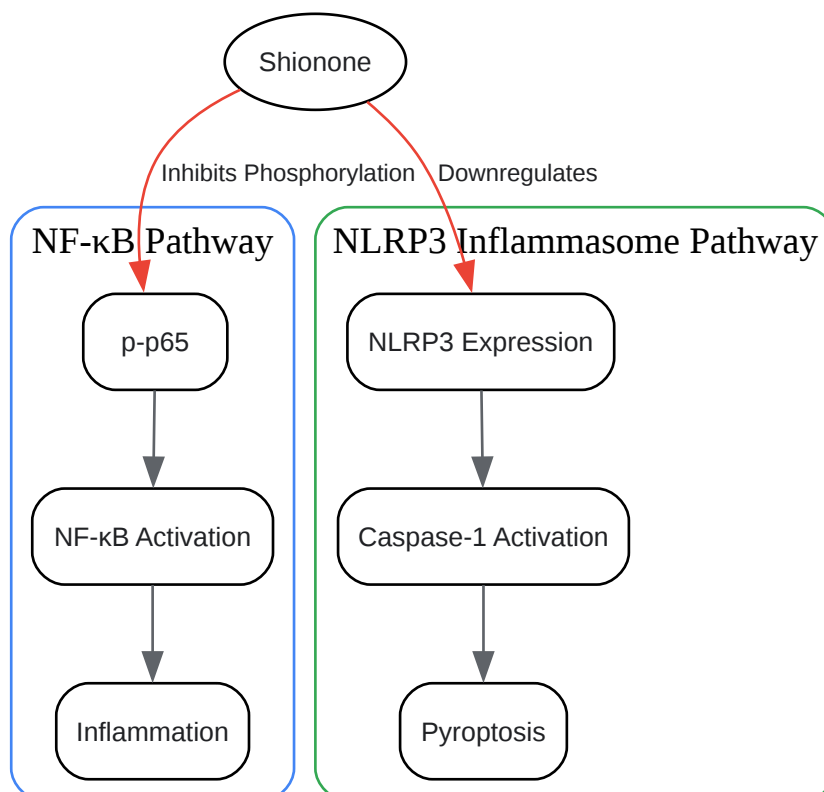 Shionone
Inhibits Phosphorylation
Downregulates
NF-κB Pathway
NLRP3 Inflammasome Pathway
p-p65
NLRP3 Expression
NF-κB Activation
Caspase-1 Activation
Inflammation
Pyroptosis